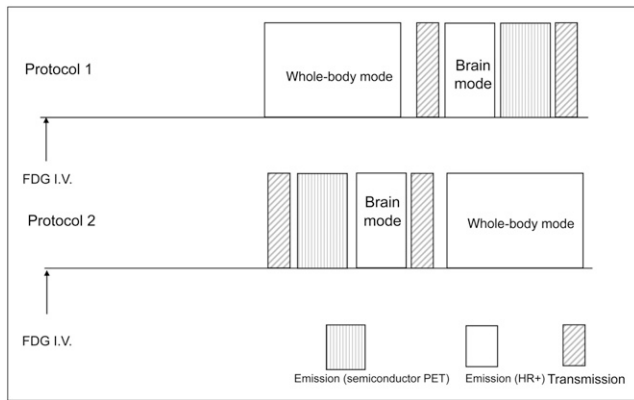 Protocol 1
Whole-body mode
Brain
mode
FDG I.V.
Protocol 2
Brain
mode
Whole-body mode
FDG I.V.
Emission (semiconductor PET)
Emission (HR+)
Transmission